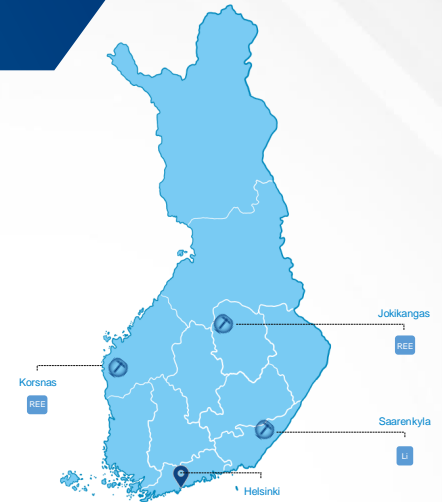 Jokikangas
REE
Korsnas
REE
Saarenkyla
Li
Helsinki